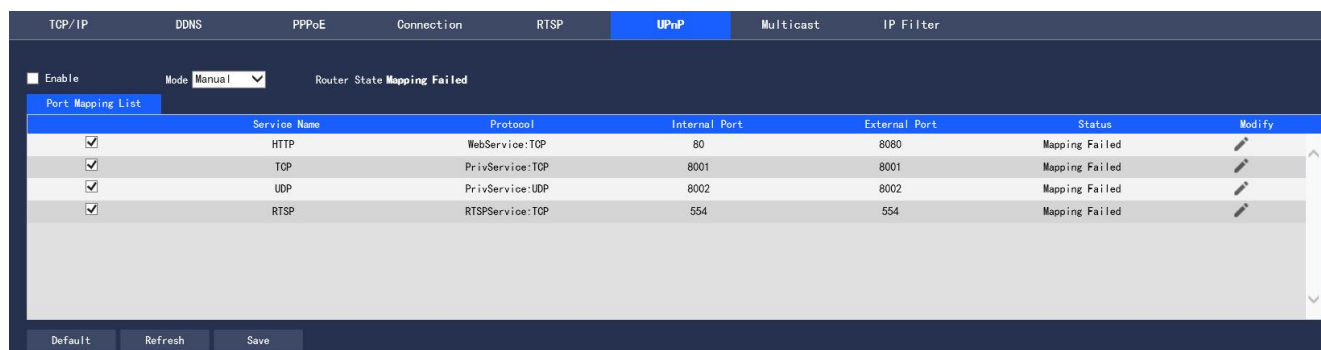 TCP/IP DDNS PPPoE Connection RTSP UPnP Multicast IP Filter
Enable Mode Manual Router State Mapping Failed
Port Mapping List
Service Name Protocol Internal Port External Port Status Modify
HTTP WebService:TCP 80 8080 Mapping Failed
TCP PrivService:TCP 8001 8001 Mapping Failed
UDP PrivService:UDP 8002 8002 Mapping Failed
RTSP RTSPService:TCP 554 554 Mapping Failed
Default Refresh Save